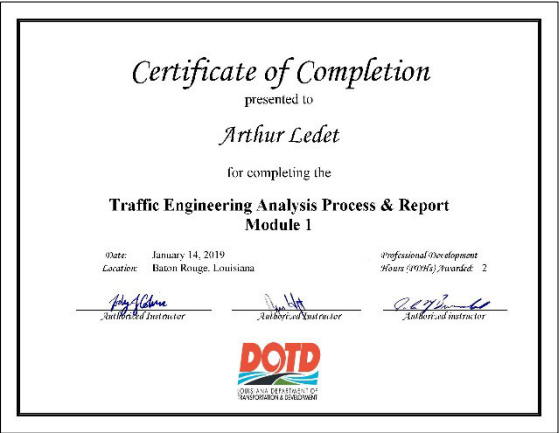 Certificate of Completion
presented to
Arthur Ledet
for completing the
Traffic Engineering Analysis Process & Report
Module 1
Date: January 14, 2019
Location: Baton Rouge, Louisiana
Professional Development
Hours (PDHs) Awarded: 2
Authorized Instructor
Authorized Instructor
Authorized instructor
DOTD
LOUISIANA DEPARTMENT OF
TRANSPORTATION & DEVELOPMENT